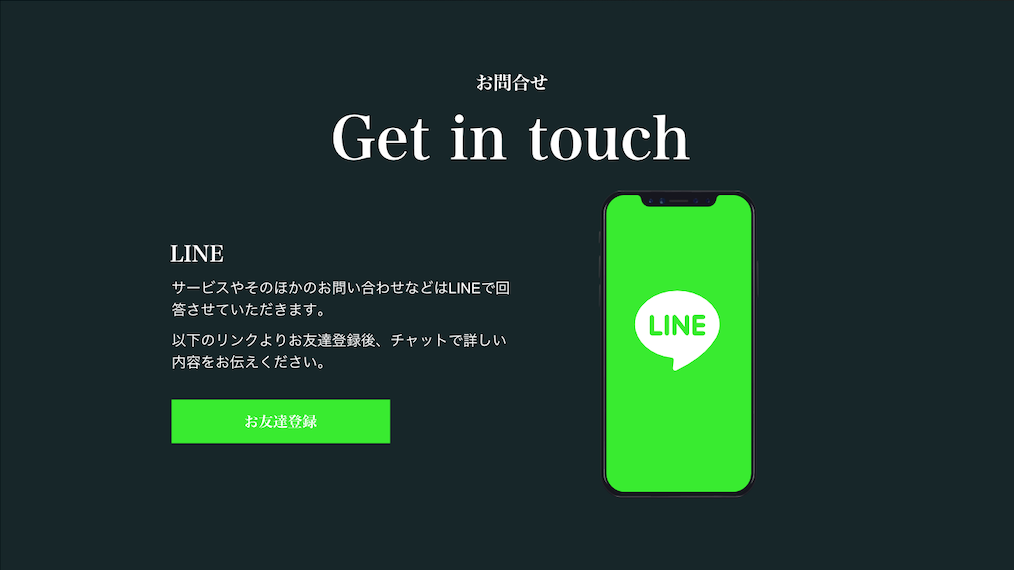 お問合せ
Get in touch
LINE
サービスやそのほかのお問い合わせなどはLINEで回
答させていただきます。
以下のリンクよりお友達登録後、チャットで詳しい
内容をお伝えください。
お友達登録
LINE